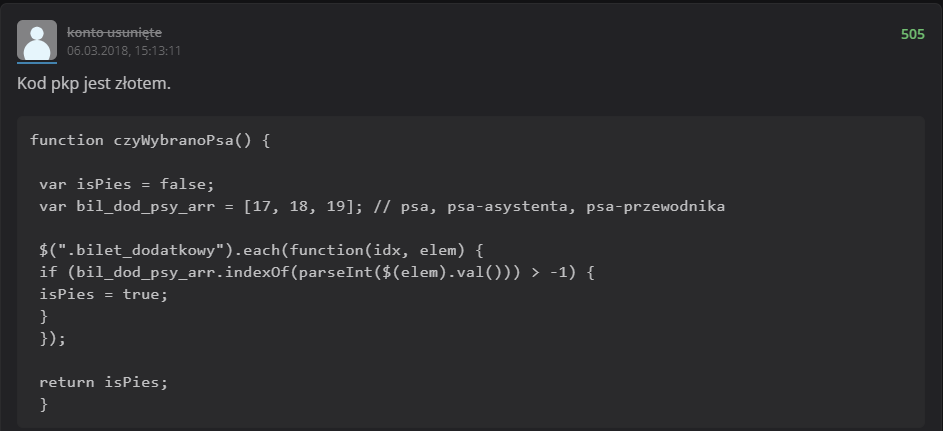 konto usunięte
505
06.03.2018, 15:13:11
Kod pkp jest złotem.
function czyWybranoPsa() {
var isPies = false;
var bil_dod_psy_arr = [17, 18, 19]; // psa, psa-asystenta, psa-przewodnika
$(".bilet_dodatkowy").each(function(idx, elem) {
if (bil_dod_psy_arr.indexOf(parseInt($(elem).val())) > -1) {
isPies = true;
}
});
return isPies;
}